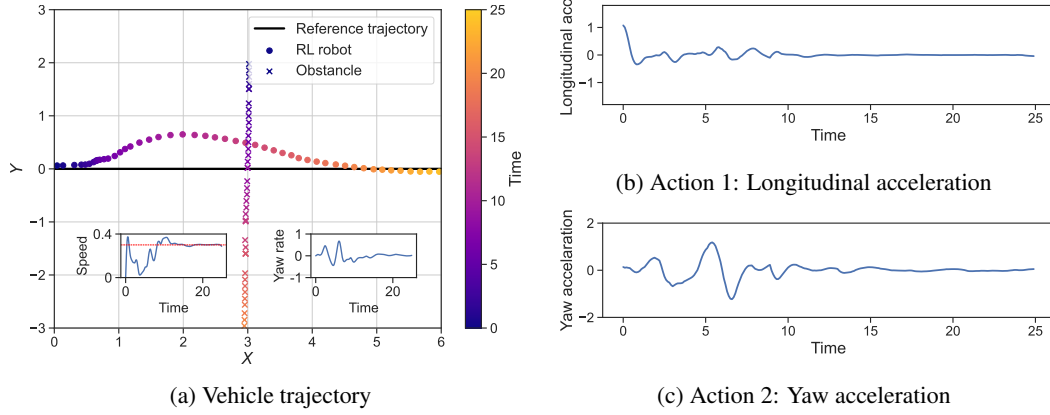 3
2
1
0
−1
−2
−3
Y
Reference trajectory
RL robot
Obstancle
0.4
0.0
Speed
0
20
Time
1
0
−1
Yaw rate
0
20
Time
0
1
2
3
4
5
6
X
25
20
15
10
5
0
Time
(a) Vehicle trajectory
Longitudinal acc
1
0
−1
0
5
10
15
20
25
Time
(b) Action 1: Longitudinal acceleration
Yaw accelaration
2
0
−2
0
5
10
15
20
25
Time
(c) Action 2: Yaw acceleration